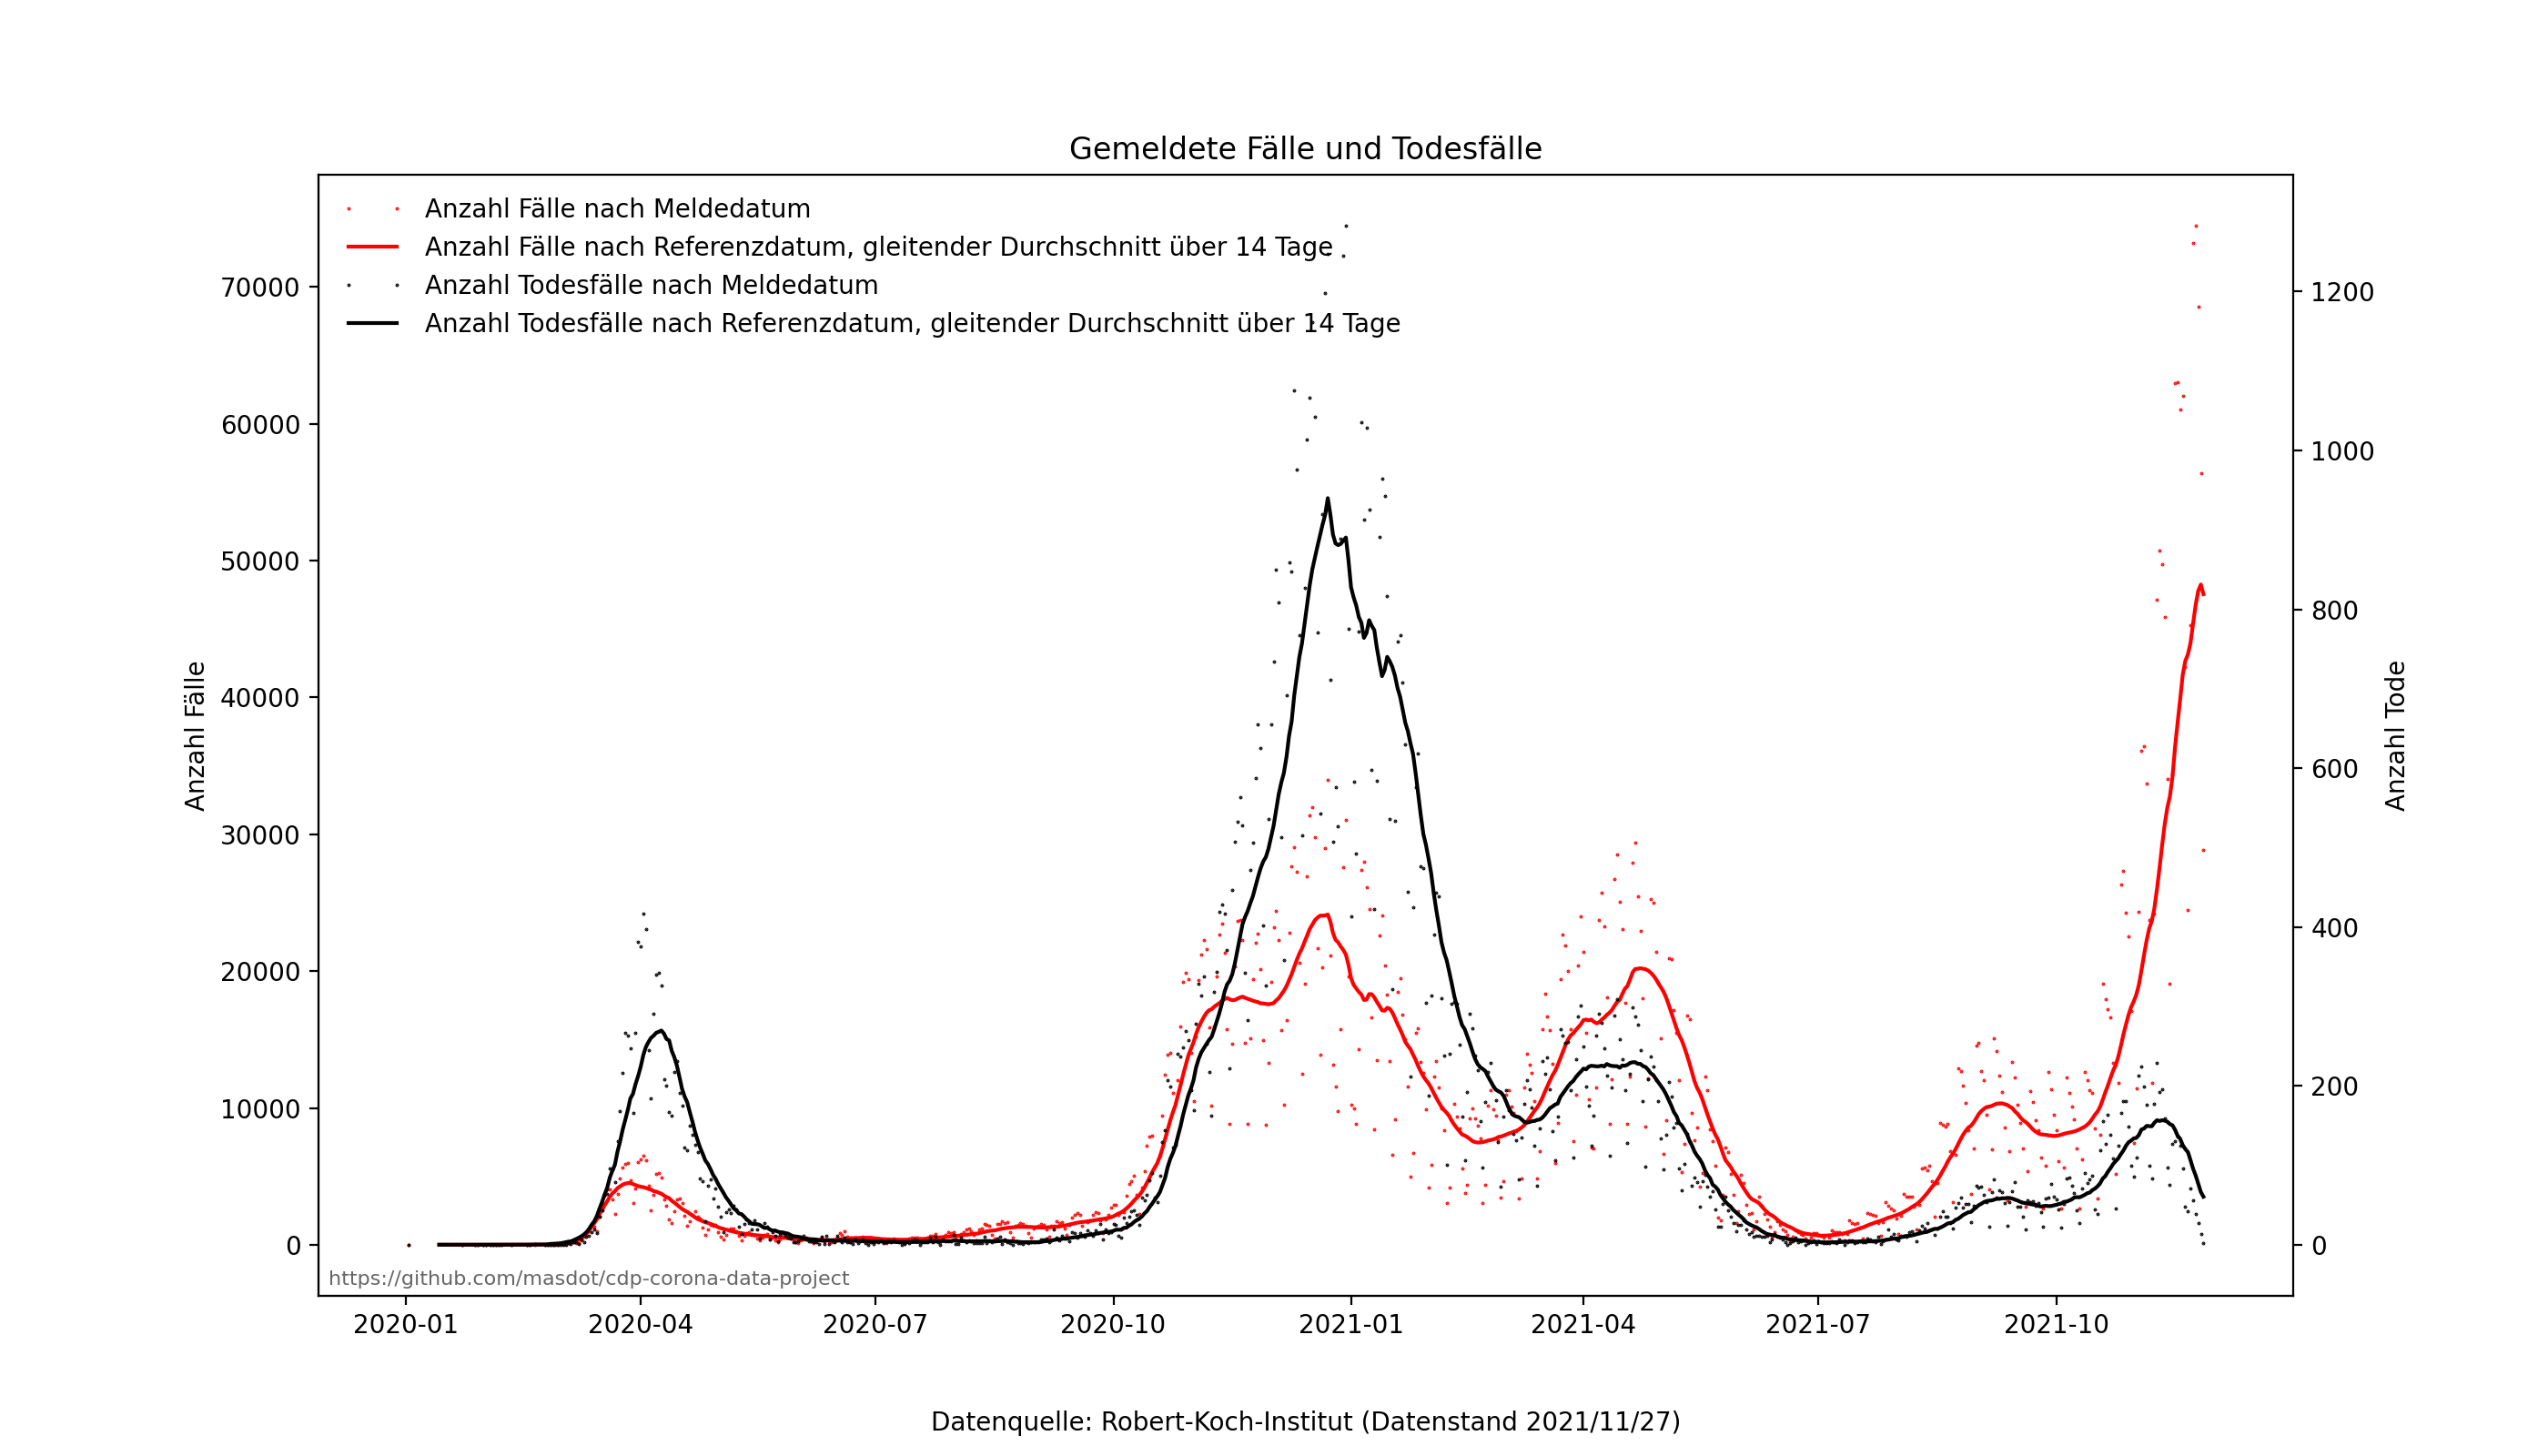 Gemeldete Fälle und Todesfälle
Anzahl Fälle nach Meldedatum
Anzahl Fälle nach Referenzdatum, gleitender Durchschnitt über 14 Tage
Anzahl Todesfälle nach Meldedatum
Anzahl Todesfälle nach Referenzdatum, gleitender Durchschnitt über 14 Tage
70000
60000
50000
40000
30000
20000
10000
0
Anzahl Fälle
1200
1000
800
600
400
200
0
Anzahl Tode
https://github.com/masdot/cdp-corona-data-project
2020-01 2020-04 2020-07 2020-10 2021-01 2021-04 2021-07 2021-10
Datenquelle: Robert-Koch-Institut (Datenstand 2021/11/27)